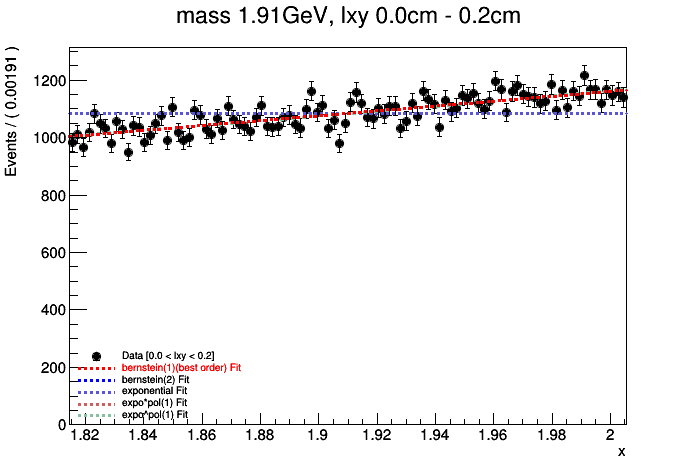 mass 1.91GeV, lxy 0.0cm - 0.2cm
Events / ( 0.00191 )
1200
1000
800
600
400
200
0
Data [0.0 < lxy < 0.2]
bernstein(1)(best order) Fit
bernstein(2) Fit
exponential Fit
expo*pol(1) Fit
expo*pol(1) Fit
1.82 1.84 1.86 1.88 1.9 1.92 1.94 1.96 1.98 2
x